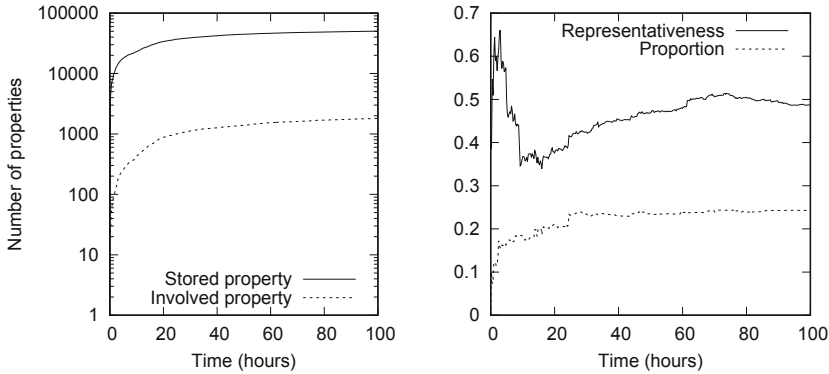 Number of properties
100000
10000
1000
100
10
1
Stored property
Involved property
0 20 40 60 80 100
Time (hours)
0.7
0.6
0.5
0.4
0.3
0.2
0.1
0
Representativeness
Proportion
0 20 40 60 80 100
Time (hours)